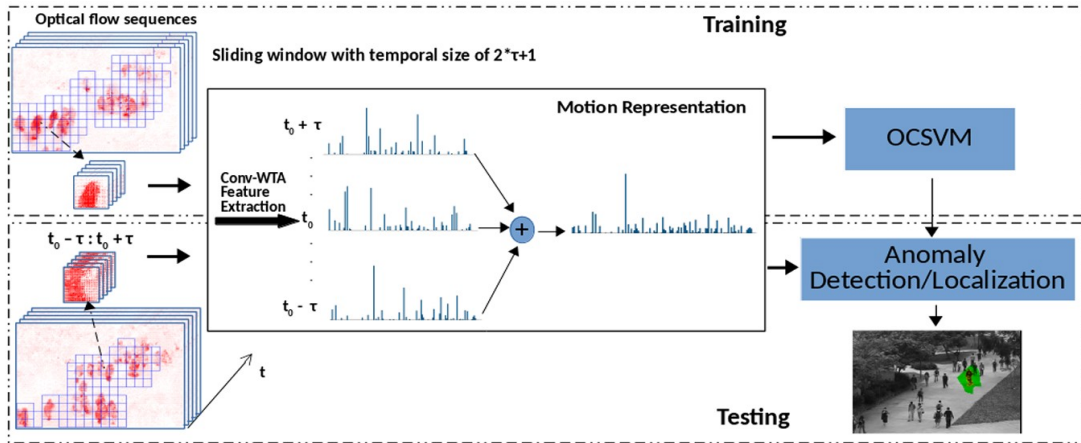 Optical flow sequences
Training
Sliding window with temporal size of 2*τ+1
Motion Representation
t₀ + τ
OCSVM
Conv-WTA
Feature
Extraction
t₀
+
t₀ − τ : t₀ + τ
Anomaly
Detection/Localization
t₀ - τ
t
Testing